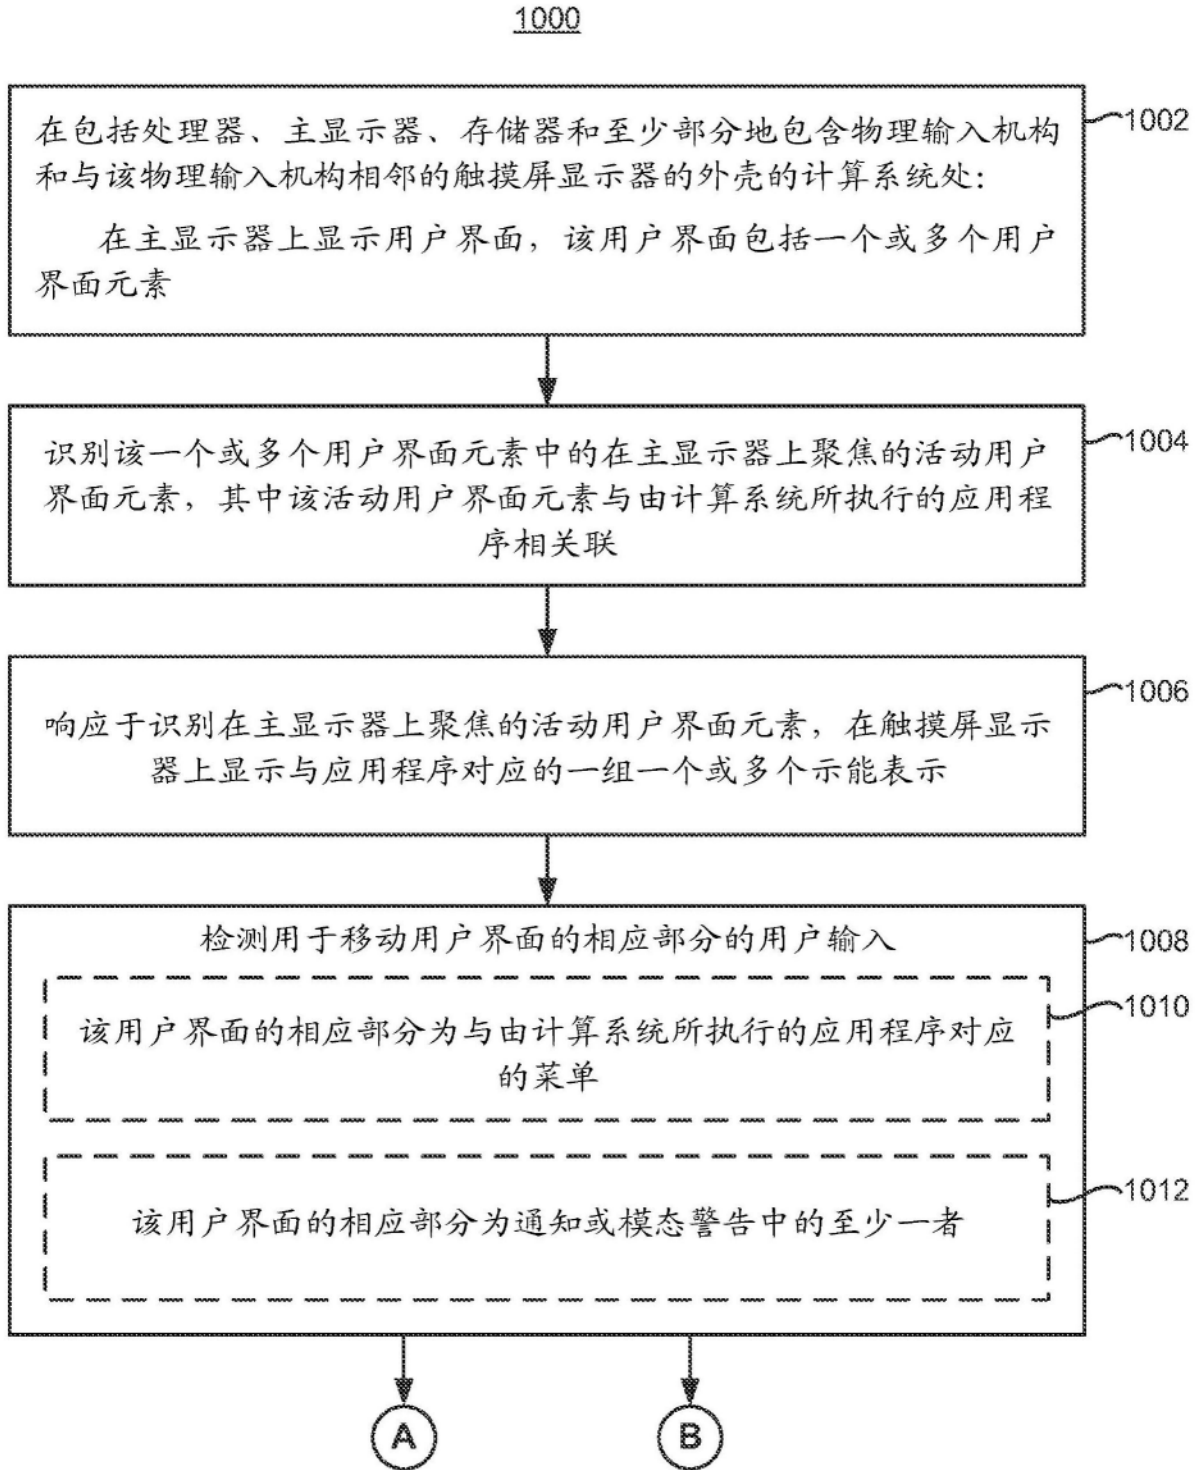 1000
在包括处理器、主显示器、存储器和至少部分地包含物理输入机构
和与该物理输入机构相邻的触摸屏显示器的外壳的计算系统处：
在主显示器上显示用户界面，该用户界面包括一个或多个用户
界面元素
1002
识别该一个或多个用户界面元素中的在主显示器上聚焦的活动用户
界面元素，其中该活动用户界面元素与由计算系统所执行的应用程
序相关联
1004
响应于识别在主显示器上聚焦的活动用户界面元素，在触摸屏显示
器上显示与应用程序对应的一组一个或多个示能表示
1006
检测用于移动用户界面的相应部分的用户输入
1008
该用户界面的相应部分为与由计算系统所执行的应用程序对应
的菜单
1010
该用户界面的相应部分为通知或模态警告中的至少一者
1012
A
B